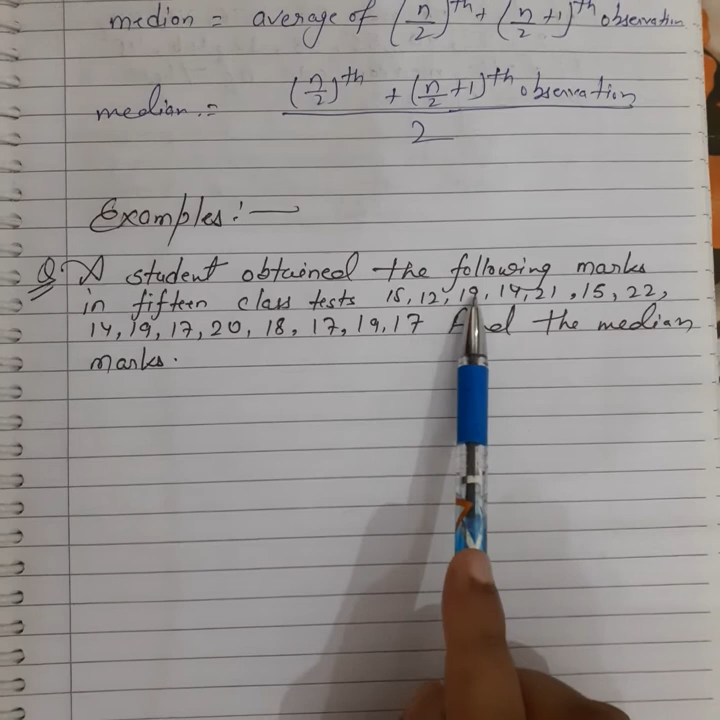 median = average of (n/2)th + (n/2 +1)th observation
median := (n/2)th + (n/2 +1)th observation
2
Examples :—
Q A student obtained the following marks
in fifteen class tests 15, 12, 19, 14, 21, 15, 22,
14, 19, 17, 20, 18, 17, 19, 17 Find the median
marks.